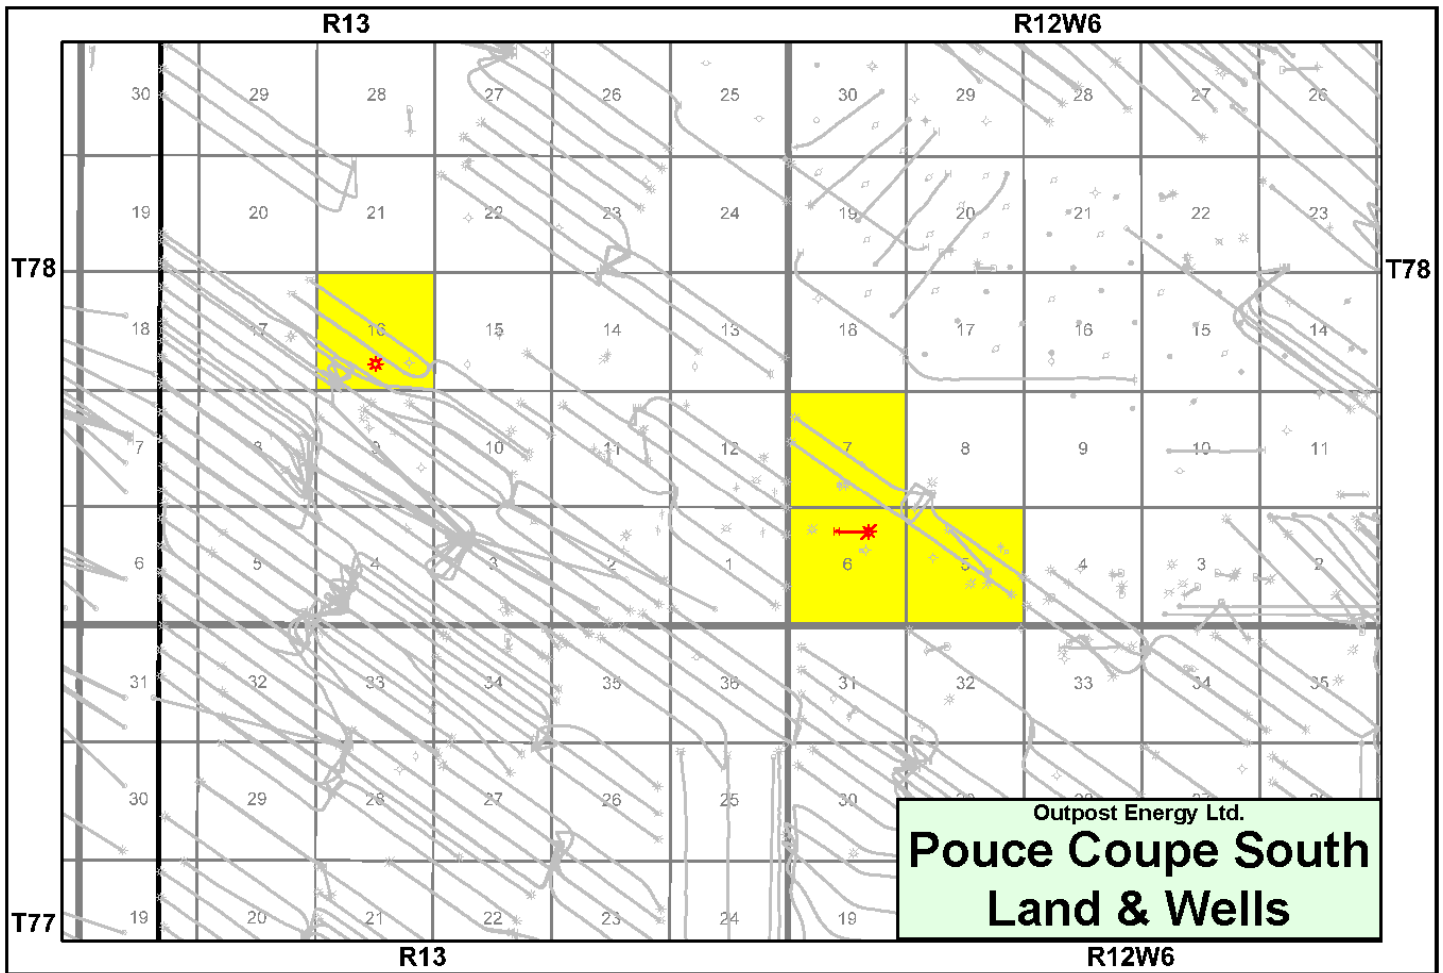 R13 R12W6
30 29 28 27 26 25 30 29 28 27 26
19 20 21 22 23 24 19 20 21 22 23
T78 T78
18 17 16 15 14 13 18 17 16 15 14
7 8 9 10 11 12 7 8 9 10 11
6 5 4 3 2 1 6 5 4 3 2
31 32 33 34 35 36 31 32 33 34 35
30 29 28 27 26 25 30
Outpost Energy Ltd.
Pouce Coupe South
Land & Wells
T77 19 20 21 22 23 24 19
R13 R12W6